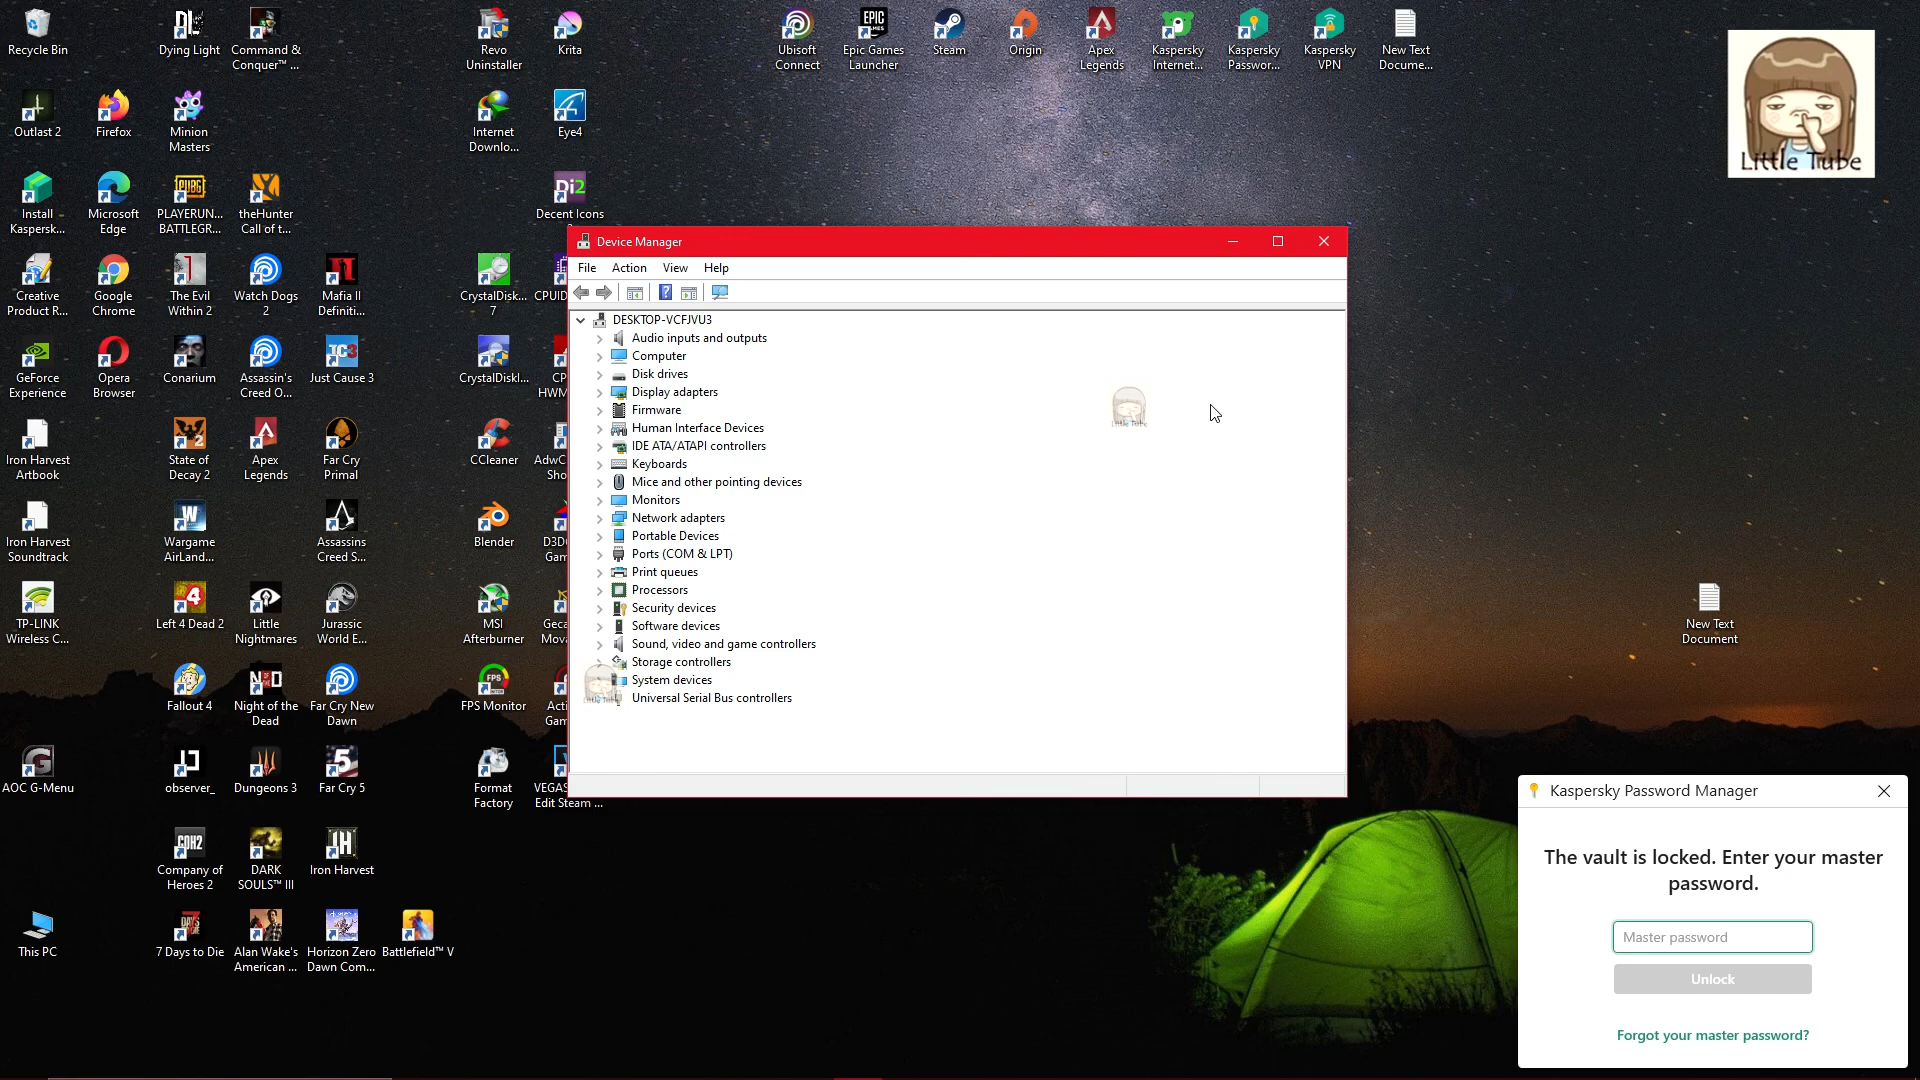 Recycle Bin
Dying Light
Command &
Conquer™ ...
Revo
Uninstaller
Krita
Ubisoft
Connect
Epic Games
Launcher
Steam
Origin
Apex
Legends
Kaspersky
Internet...
Kaspersky
Passwor...
Kaspersky
VPN
New Text
Docume...
Little Tube
Outlast 2
Firefox
Minion
Masters
Internet
Downlo...
Eye4
Install
Kaspersk...
Microsoft
Edge
PLAYERUN...
BATTLEGR...
theHunter
Call of t...
Decent Icons
Creative
Product R...
Google
Chrome
The Evil
Within 2
Watch Dogs
2
Mafia II
Definiti...
CrystalDisk...
7
CPUID
GeForce
Experience
Opera
Browser
Conarium
Assassin's
Creed O...
Just Cause 3
CrystalDiskI...
CP
HWM
Iron Harvest
Artbook
State of
Decay 2
Apex
Legends
Far Cry
Primal
CCleaner
AdwC
Sho
Iron Harvest
Soundtrack
Wargame
AirLand...
Assassins
Creed S...
Blender
D3D
Gam
TP-LINK
Wireless C...
Left 4 Dead 2
Little
Nightmares
Jurassic
World E...
MSI
Afterburner
Geca
Mov
Fallout 4
Night of the
Dead
Far Cry New
Dawn
FPS Monitor
Acti
Gam
AOC G-Menu
observer_
Dungeons 3
Far Cry 5
Format
Factory
VEGAS
Edit Steam ...
Company of
Heroes 2
DARK
SOULS™ III
Iron Harvest
This PC
7 Days to Die
Alan Wake's
American ...
Horizon Zero
Dawn Com...
Battlefield™ V
Device Manager
File Action View Help
DESKTOP-VCFJVU3
Audio inputs and outputs
Computer
Disk drives
Display adapters
Firmware
Human Interface Devices
IDE ATA/ATAPI controllers
Keyboards
Mice and other pointing devices
Monitors
Network adapters
Portable Devices
Ports (COM & LPT)
Print queues
Processors
Security devices
Software devices
Sound, video and game controllers
Storage controllers
System devices
Universal Serial Bus controllers
New Text
Document
Kaspersky Password Manager
The vault is locked. Enter your master
password.
Master password
Unlock
Forgot your master password?